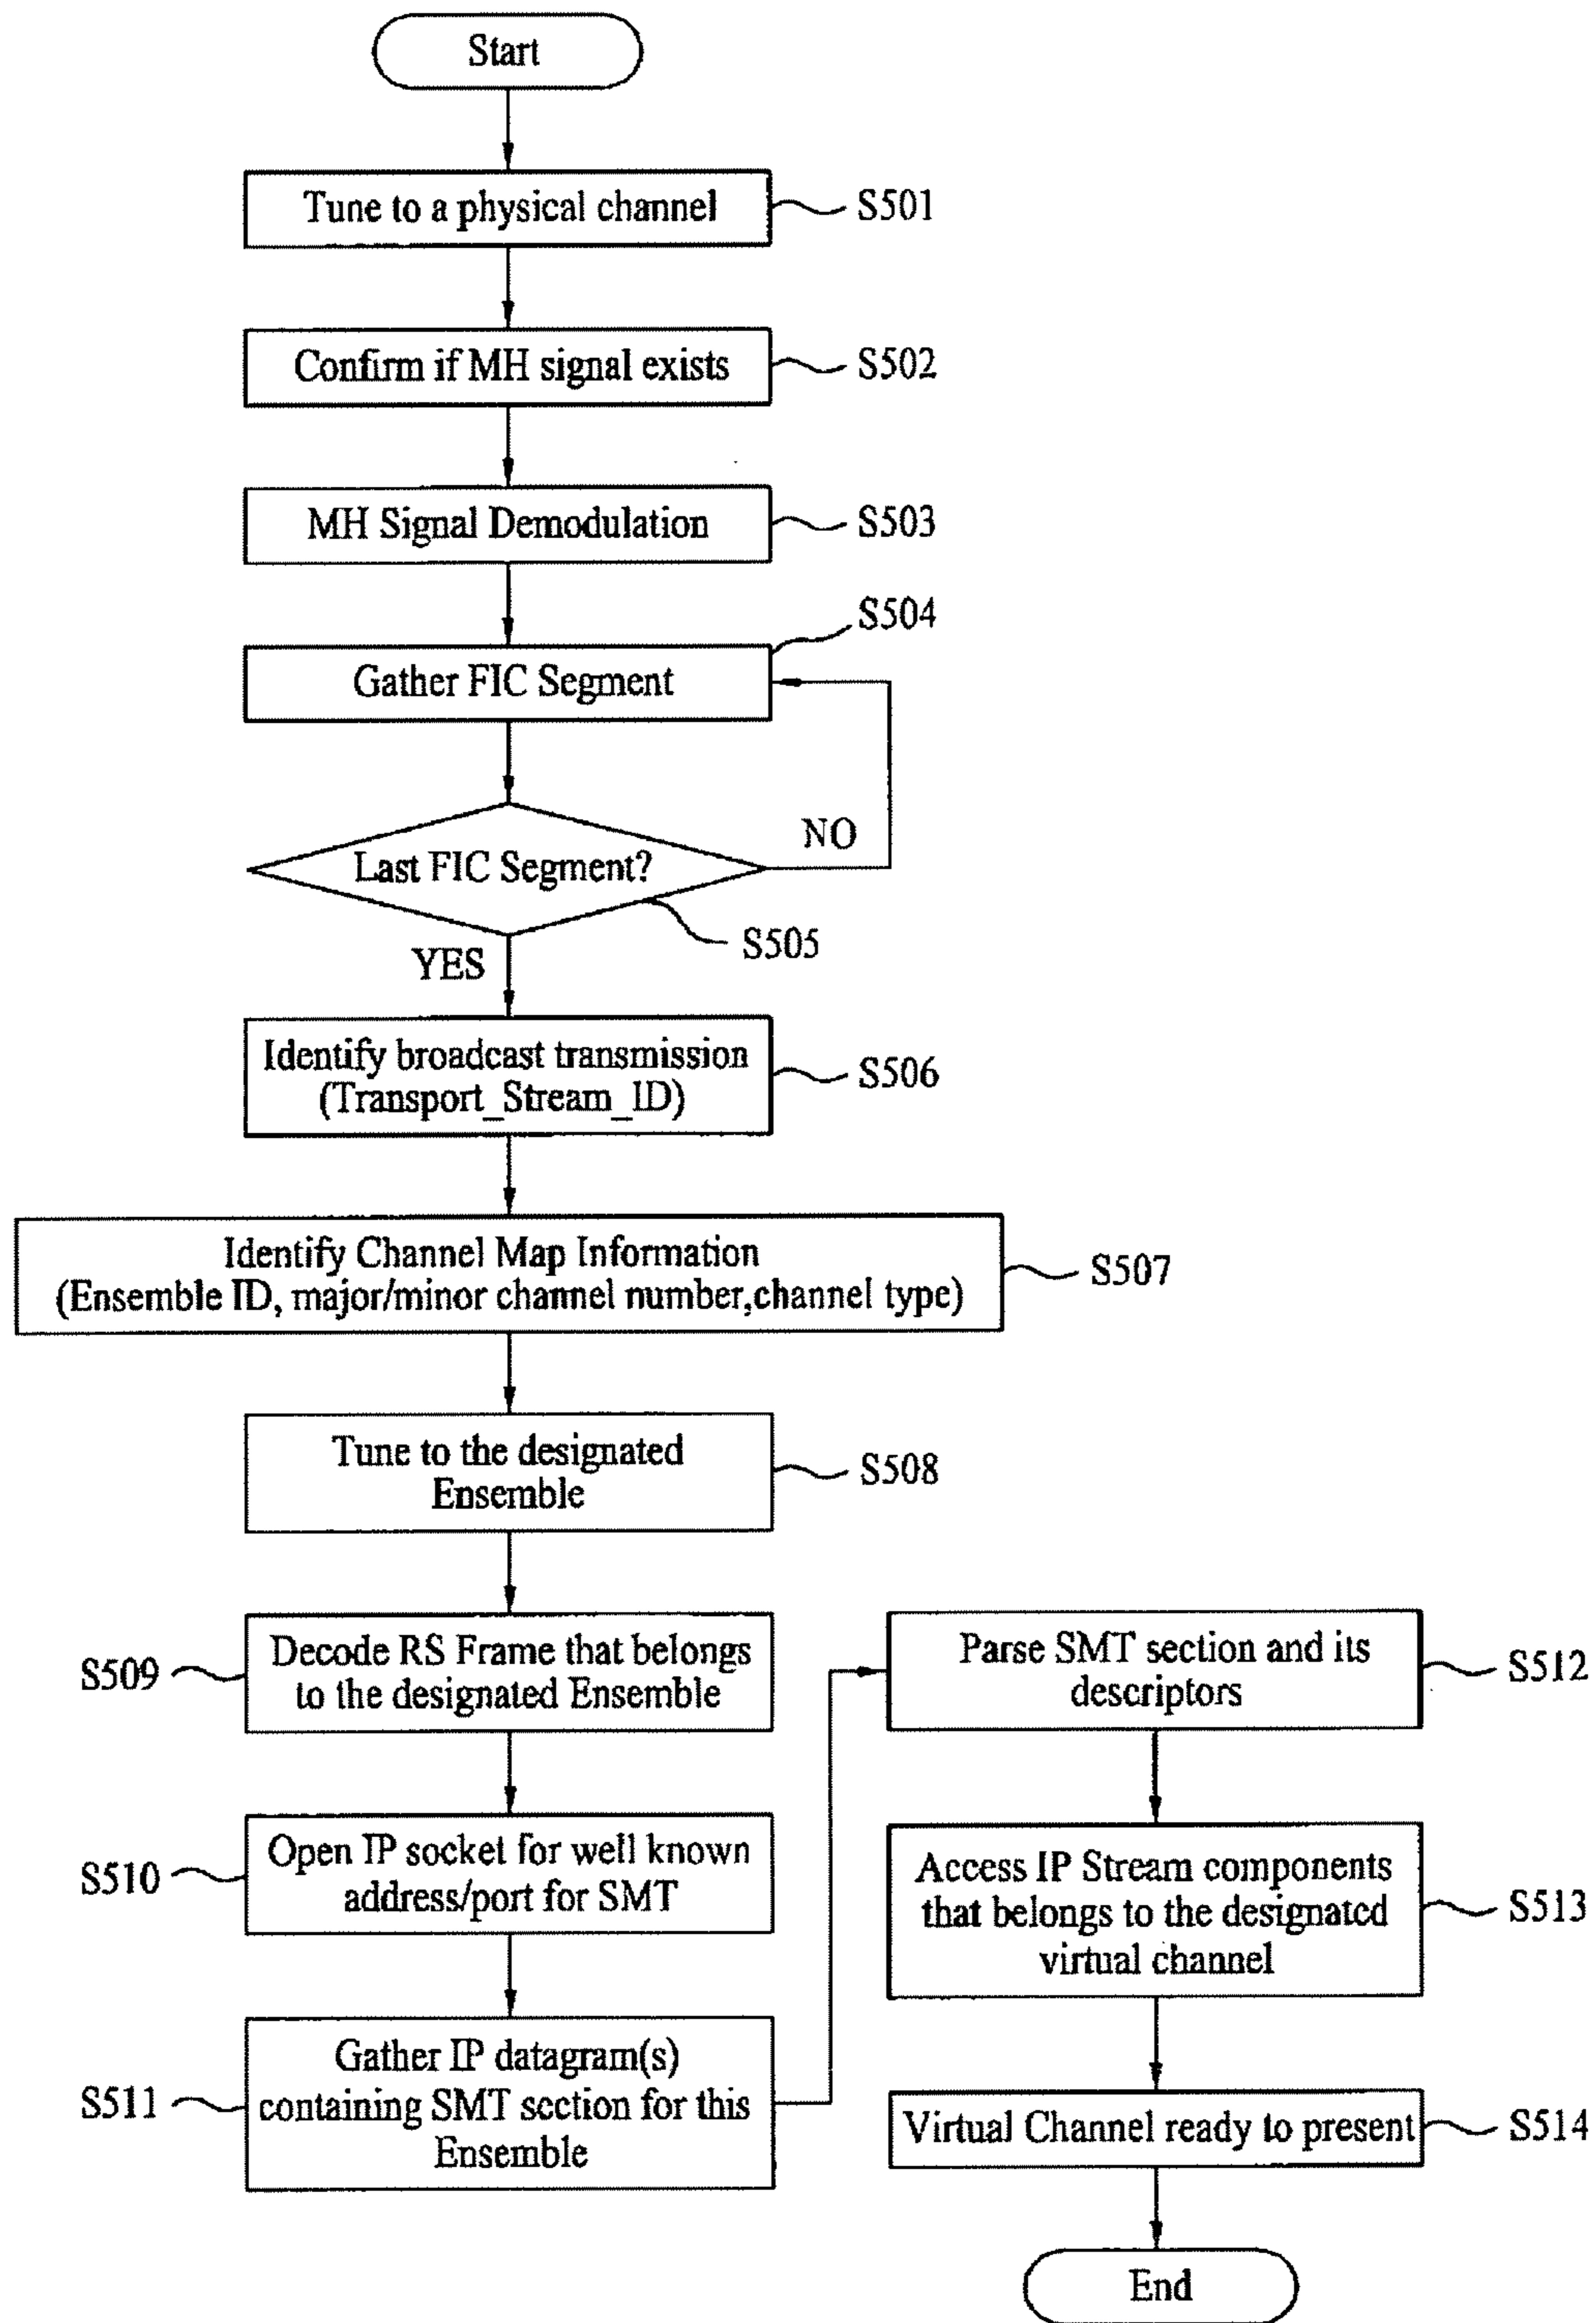 Start
Tune to a physical channel
S501
Confirm if MH signal exists
S502
MH Signal Demodulation
S503
S504
Gather FIC Segment
NO
Last FIC Segment?
S505
YES
Identify broadcast transmission
(Transport_Stream_ID)
S506
Identify Channel Map Information
(Ensemble ID, major/minor channel number,channel type)
S507
Tune to the designated
Ensemble
S508
S509
Decode RS Frame that belongs
to the designated Ensemble
S510
Open IP socket for well known
address/port for SMT
S511
Gather IP datagram(s)
containing SMT section for this
Ensemble
Parse SMT section and its
descriptors
S512
Access IP Stream components
that belongs to the designated
virtual channel
S513
Virtual Channel ready to present
S514
End